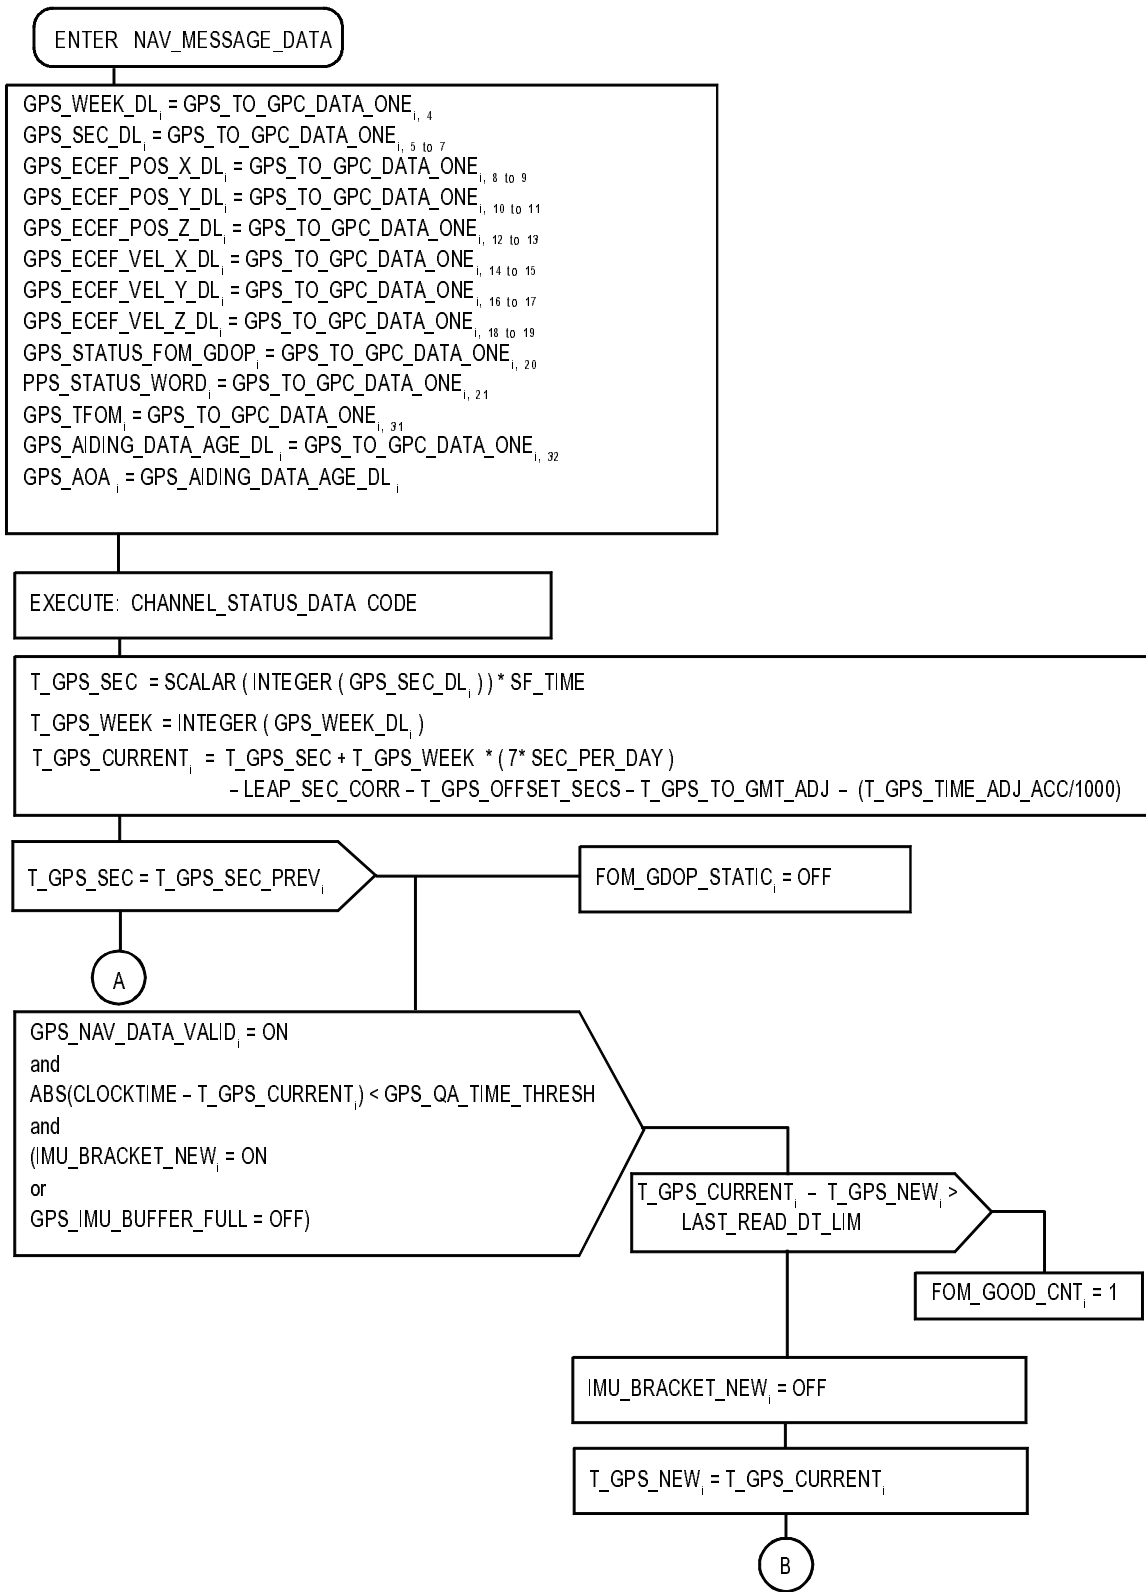 ENTER NAV_MESSAGE_DATA
GPS_WEEK_DLi = GPS_TO_GPC_DATA_ONEi, 4
GPS_SEC_DLi = GPS_TO_GPC_DATA_ONEi, 5 to 7
GPS_ECEF_POS_X_DLi = GPS_TO_GPC_DATA_ONEi, 8 to 9
GPS_ECEF_POS_Y_DLi = GPS_TO_GPC_DATA_ONEi, 10 to 11
GPS_ECEF_POS_Z_DLi = GPS_TO_GPC_DATA_ONEi, 12 to 13
GPS_ECEF_VEL_X_DLi = GPS_TO_GPC_DATA_ONEi, 14 to 15
GPS_ECEF_VEL_Y_DLi = GPS_TO_GPC_DATA_ONEi, 16 to 17
GPS_ECEF_VEL_Z_DLi = GPS_TO_GPC_DATA_ONEi, 18 to 19
GPS_STATUS_FOM_GDOPi = GPS_TO_GPC_DATA_ONEi, 20
PPS_STATUS_WORDi = GPS_TO_GPC_DATA_ONEi, 21
GPS_TFOMi = GPS_TO_GPC_DATA_ONEi, 31
GPS_AIDING_DATA_AGE_DL i = GPS_TO_GPC_DATA_ONEi, 32
GPS_AOA i = GPS_AIDING_DATA_AGE_DL i
EXECUTE: CHANNEL_STATUS_DATA CODE
T_GPS_SEC = SCALAR ( INTEGER ( GPS_SEC_DLi ) ) * SF_TIME
T_GPS_WEEK = INTEGER ( GPS_WEEK_DLi )
T_GPS_CURRENTi = T_GPS_SEC + T_GPS_WEEK * ( 7* SEC_PER_DAY )
– LEAP_SEC_CORR – T_GPS_OFFSET_SECS – T_GPS_TO_GMT_ADJ – (T_GPS_TIME_ADJ_ACC/1000)
T_GPS_SEC = T_GPS_SEC_PREVi
FOM_GDOP_STATICi = OFF
A
GPS_NAV_DATA_VALIDi = ON
and
ABS(CLOCKTIME – T_GPS_CURRENTi) < GPS_QA_TIME_THRESH
and
(IMU_BRACKET_NEWi = ON
or
GPS_IMU_BUFFER_FULL = OFF)
T_GPS_CURRENTi – T_GPS_NEWi >
LAST_READ_DT_LIM
FOM_GOOD_CNTi = 1
IMU_BRACKET_NEWi = OFF
T_GPS_NEWi = T_GPS_CURRENTi
B